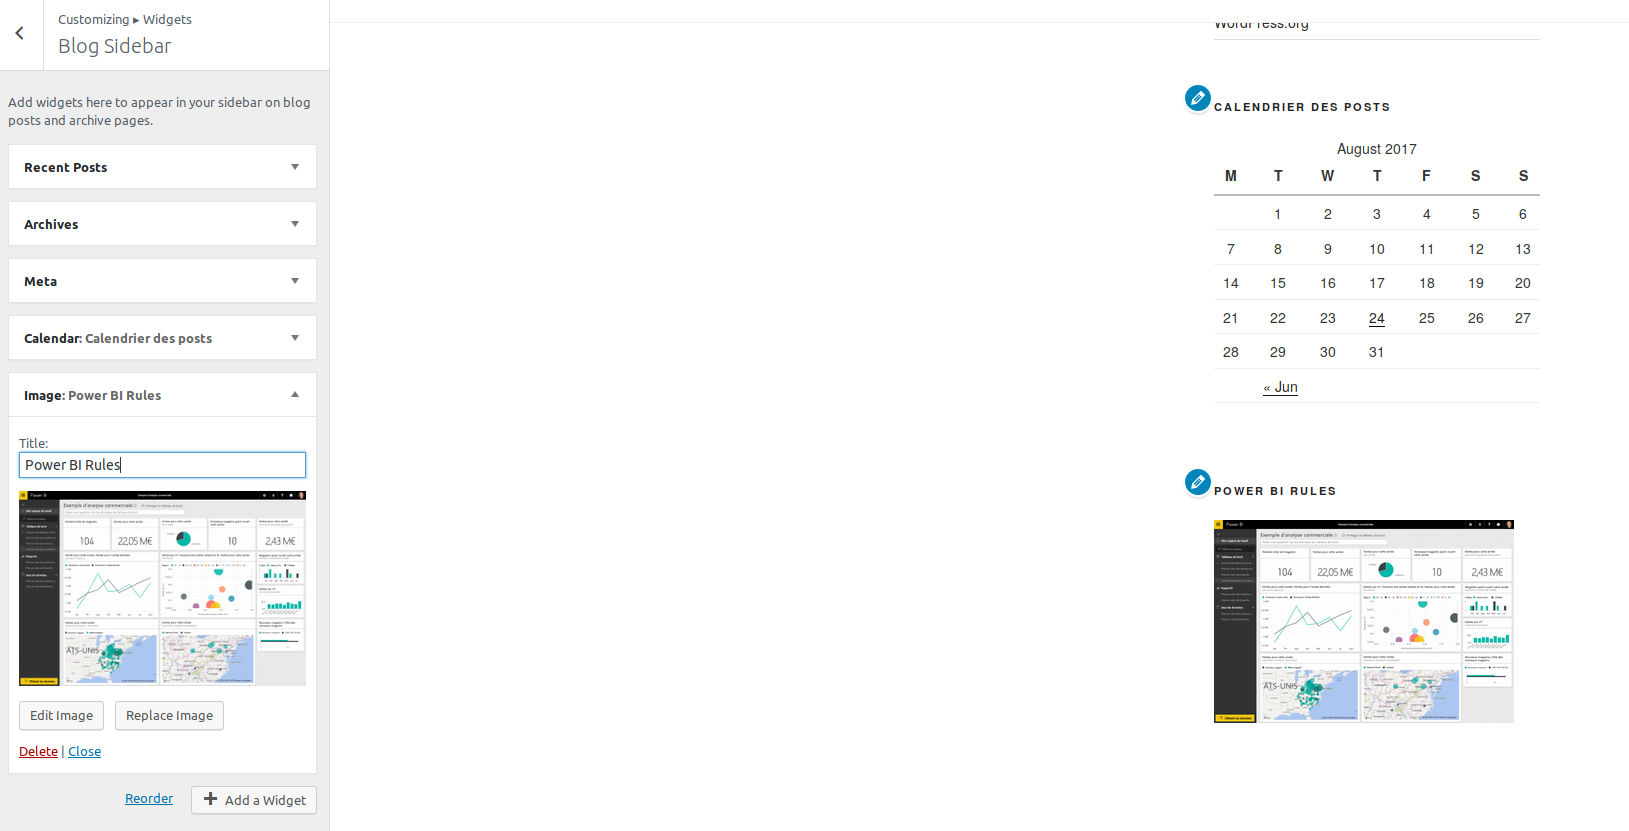 Customizing ▸ Widgets
Blog Sidebar
Add widgets here to appear in your sidebar on blog
posts and archive pages.
Recent Posts
Archives
Meta
Calendar: Calendrier des posts
Image: Power BI Rules
Title:
Power BI Rules
Power BI
Exemple d'analyse commerciale
104
22,05 M€
10
2,43 M€
ATS-UNIS
Edit Image
Replace Image
Delete | Close
Reorder
Add a Widget
WordPress.org
CALENDRIER DES POSTS
August 2017
M T W T F S S
1 2 3 4 5 6
7 8 9 10 11 12 13
14 15 16 17 18 19 20
21 22 23 24 25 26 27
28 29 30 31
« Jun
POWER BI RULES
Power BI
Exemple d'analyse commerciale
104
22,05 M€
10
2,43 M€
ATS-UNIS